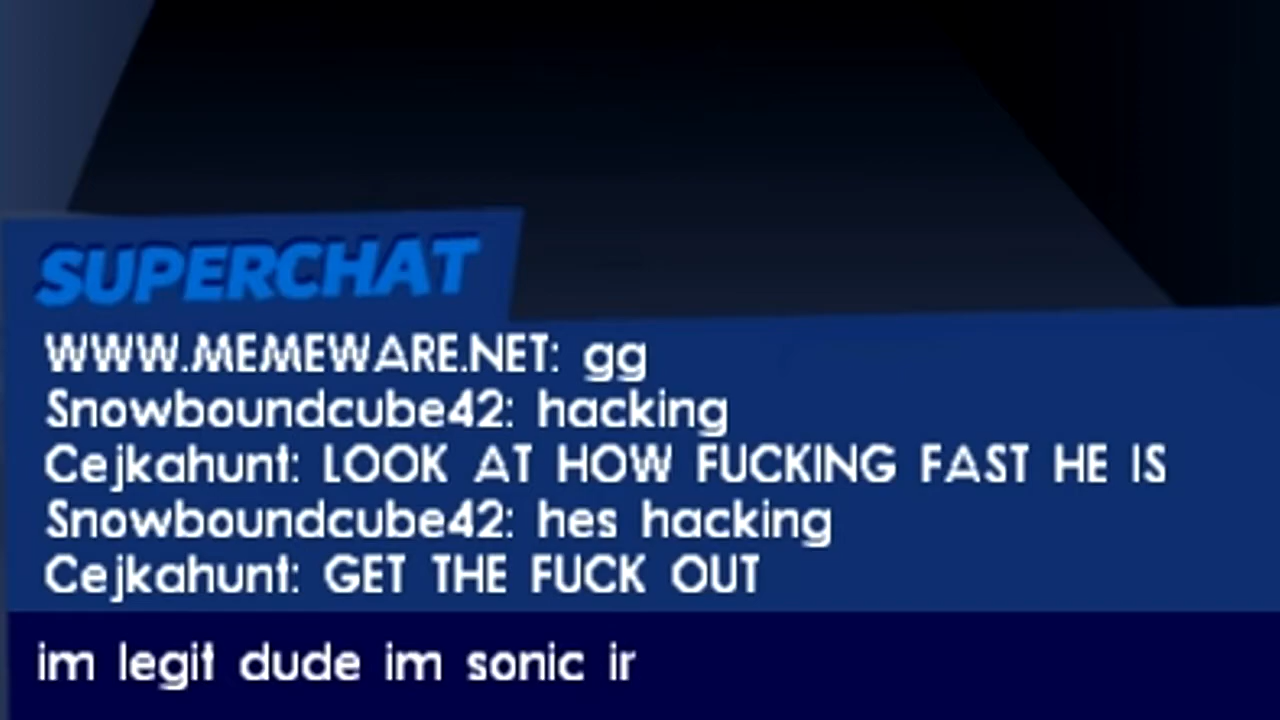 SUPERCHAT
WWW.MEMEWARE.NET: gg
Snowboundcube42: hacking
Cejkahunt: LOOK AT HOW FUCKING FAST HE IS
Snowboundcube42: hes hacking
Cejkahunt: GET THE FUCK OUT
im legit dude im sonic ir